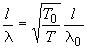 l/λ = √(T₀/T) l/λ₀